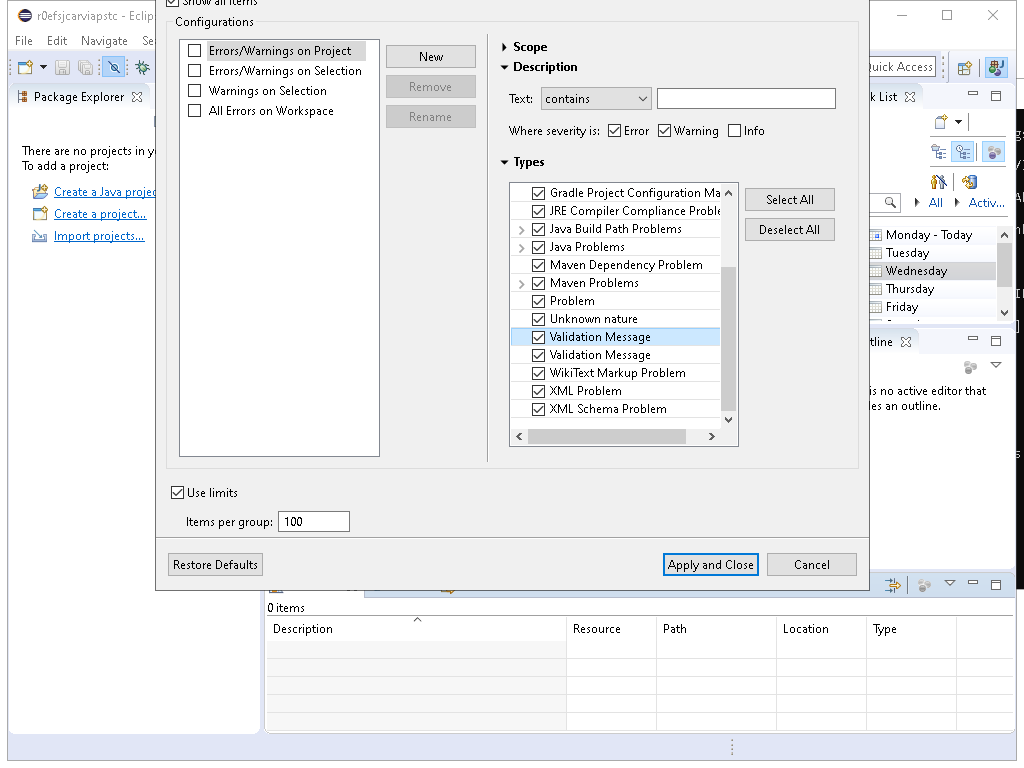 r0efsjcarviapstc - Eclip
File Edit Navigate Se
Package Explorer
There are no projects in y
To add a project:
Create a Java projec
Create a project...
Import projects...
Show all items
Configurations
Errors/Warnings on Project
Errors/Warnings on Selection
Warnings on Selection
All Errors on Workspace
New
Remove
Rename
Scope
Description
Text: contains
Where severity is: Error Warning Info
Types
Gradle Project Configuration Ma
JRE Compiler Compliance Proble
Java Build Path Problems
Java Problems
Maven Dependency Problem
Maven Problems
Problem
Unknown nature
Validation Message
Validation Message
WikiText Markup Problem
XML Problem
XML Schema Problem
Select All
Deselect All
Use limits
Items per group: 100
Restore Defaults
Apply and Close
Cancel
Quick Access
k List
All Activ...
Monday - Today
Tuesday
Wednesday
Thursday
Friday
tline
is no active editor that
les an outline.
0 items
Description Resource Path Location Type